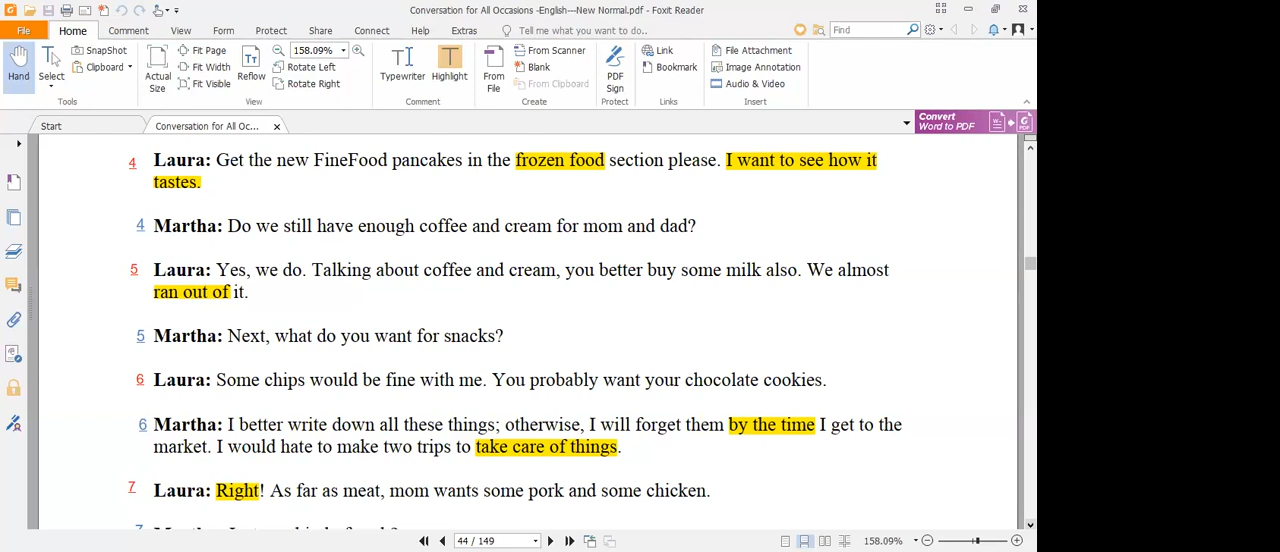 Conversation for All Occasions -English---New Normal.pdf - Foxit Reader
File Home Comment View Form Protect Share Connect Help Extras Tell me what you want to do.. Find
Hand
Select
SnapShot
Clipboard
Tools
Actual Size
Fit Page
Fit Width
Fit Visible
Reflow
158.09%
Rotate Left
Rotate Right
View
Typewriter
Highlight
Comment
From File
From Scanner
Blank
From Clipboard
Create
PDF Sign
Protect
Link
Bookmark
Links
File Attachment
Image Annotation
Audio & Video
Insert
Start
Conversation for All Oc...
Convert
Word to PDF
4 Laura: Get the new FineFood pancakes in the frozen food section please. I want to see how it
tastes.
4 Martha: Do we still have enough coffee and cream for mom and dad?
5 Laura: Yes, we do. Talking about coffee and cream, you better buy some milk also. We almost
ran out of it.
5 Martha: Next, what do you want for snacks?
6 Laura: Some chips would be fine with me. You probably want your chocolate cookies.
6 Martha: I better write down all these things; otherwise, I will forget them by the time I get to the
market. I would hate to make two trips to take care of things.
7 Laura: Right! As far as meat, mom wants some pork and some chicken.
44 / 149
158.09%